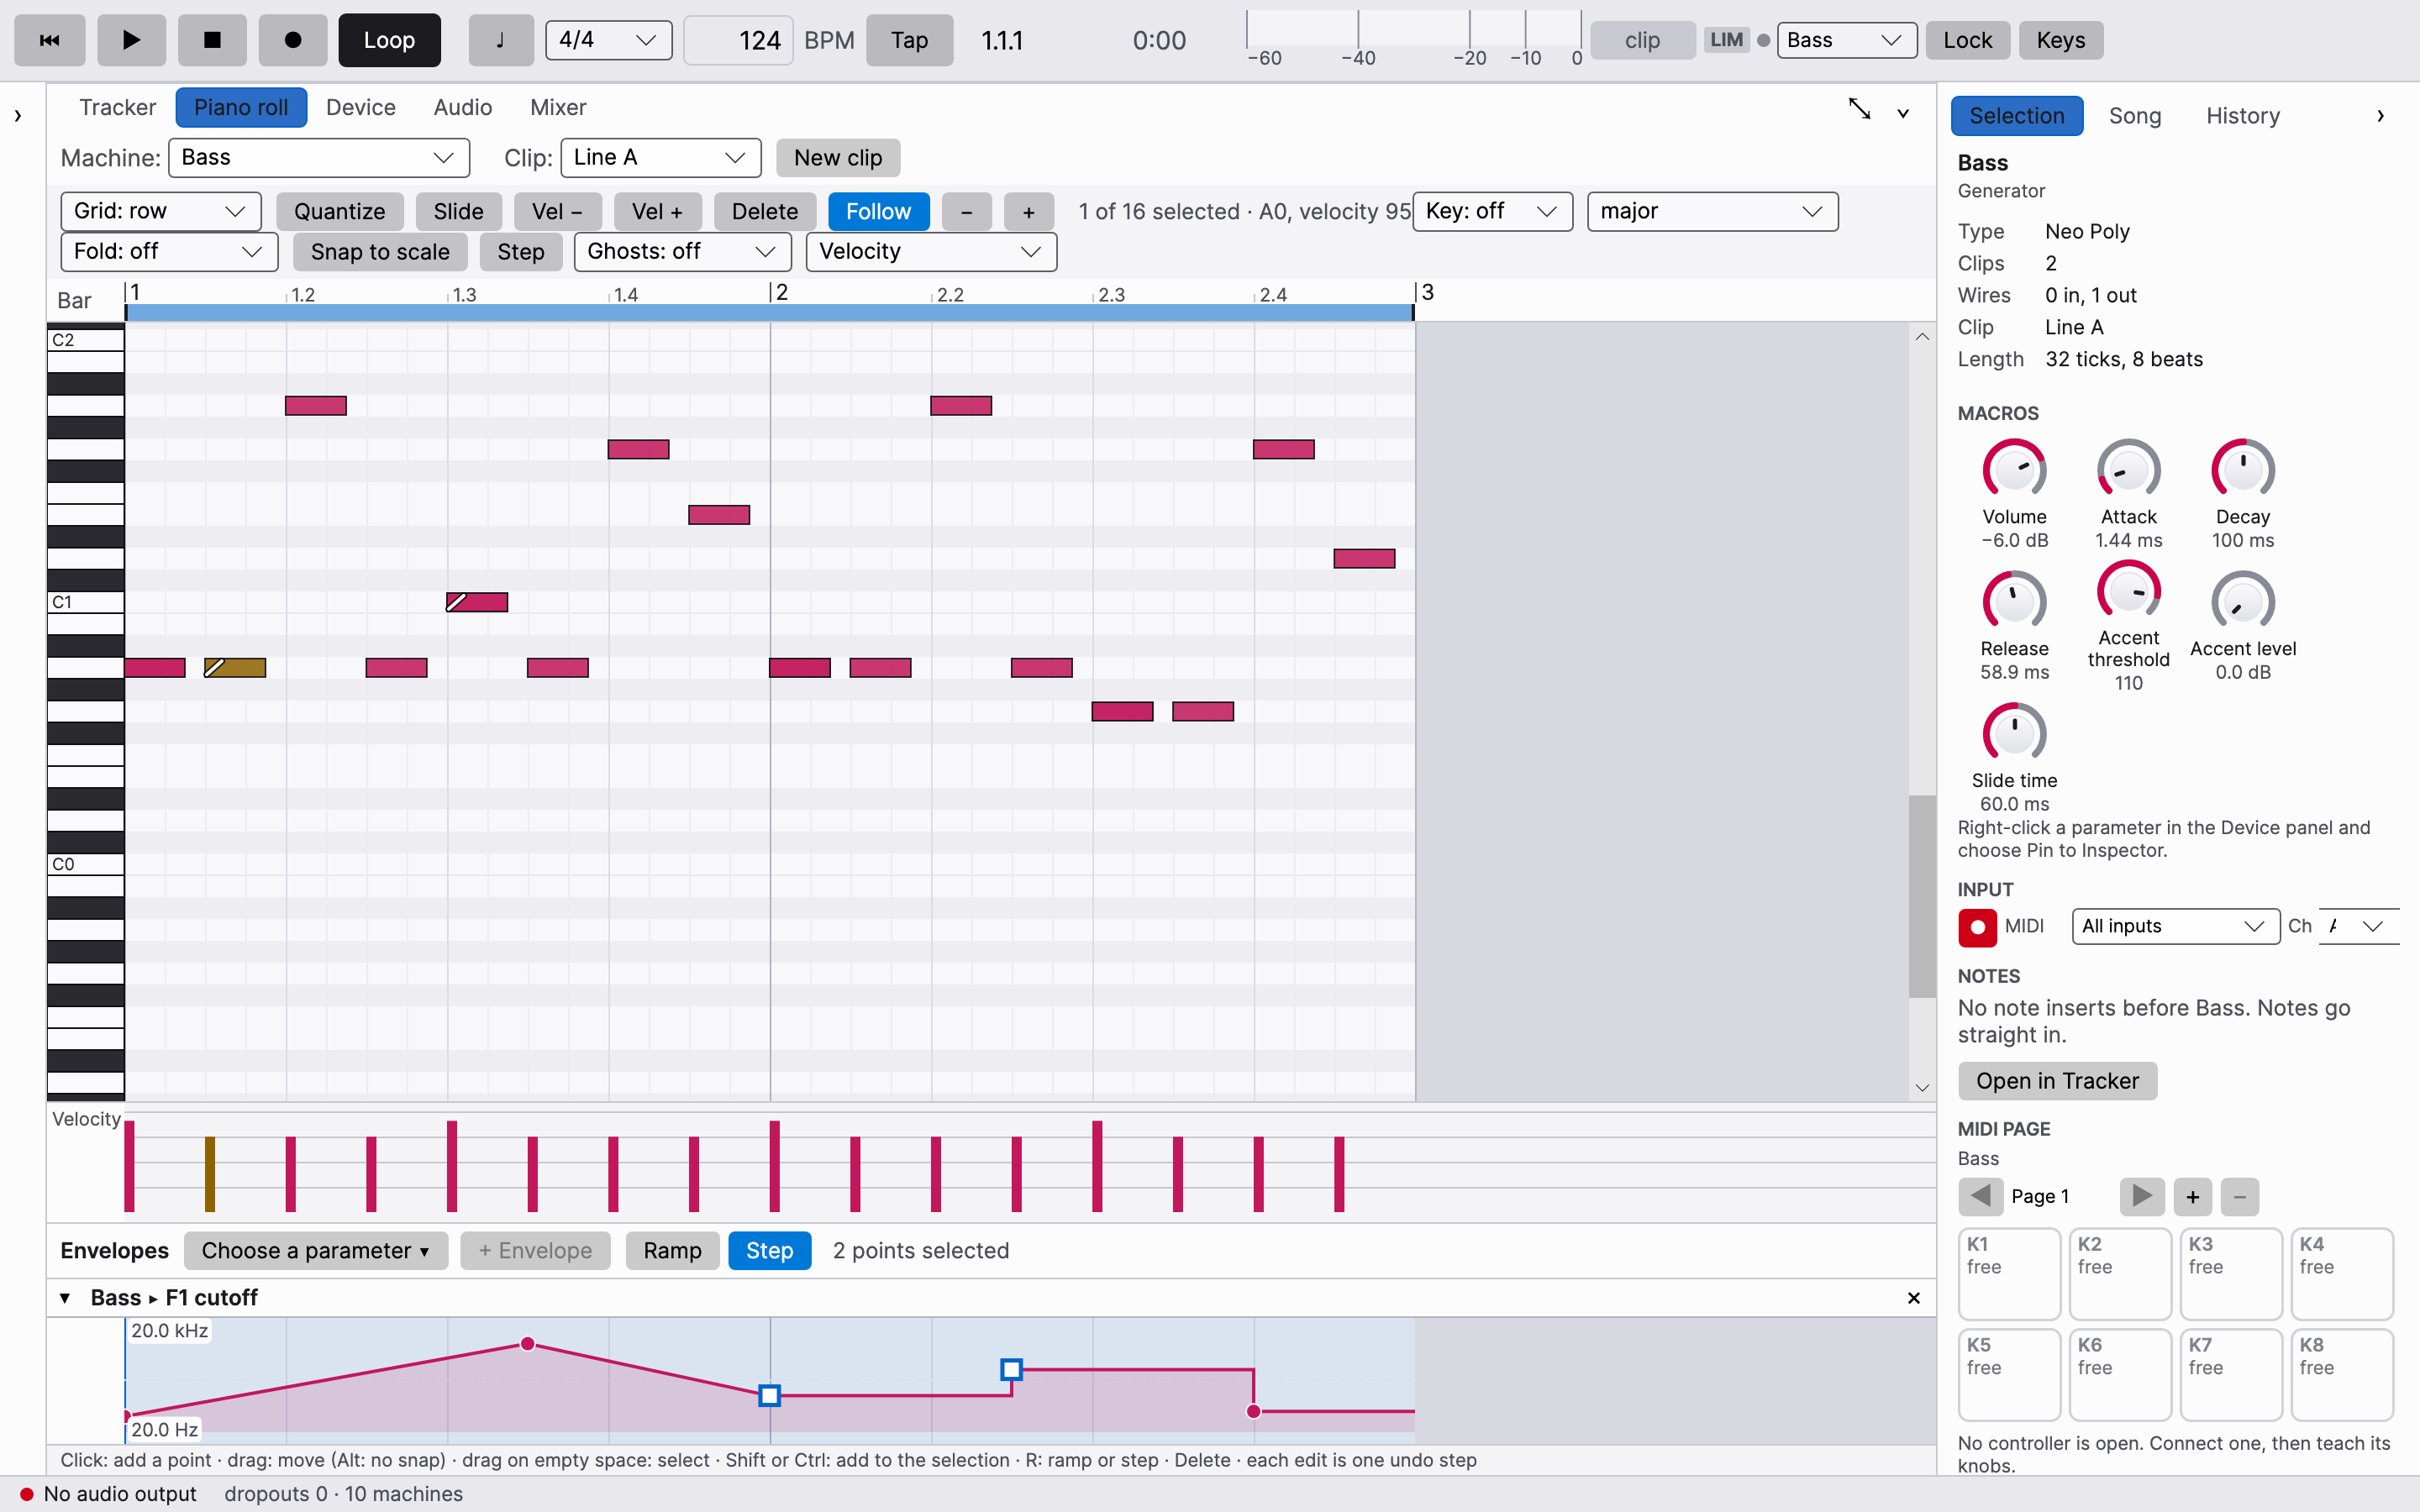 Loop
4/4
124 BPM
Tap
1.1.1
0:00
−60 −40 −20 −10 0
clip
LIM
Bass
Lock
Keys
Tracker Piano roll Device Audio Mixer
Machine: Bass Clip: Line A New clip
Grid: row Quantize Slide Vel − Vel + Delete Follow − + 1 of 16 selected · A0, velocity 95 Key: off major
Fold: off Snap to scale Step Ghosts: off Velocity
Bar 1 1.2 1.3 1.4 2 2.2 2.3 2.4 3
C2
C1
C0
Velocity
Envelopes Choose a parameter ▾ + Envelope Ramp Step 2 points selected
▼ Bass ▸ F1 cutoff ×
20.0 kHz
20.0 Hz
Click: add a point · drag: move (Alt: no snap) · drag on empty space: select · Shift or Ctrl: add to the selection · R: ramp or step · Delete · each edit is one undo step
No audio output dropouts 0 · 10 machines
Selection Song History
Bass
Generator
Type Neo Poly
Clips 2
Wires 0 in, 1 out
Clip Line A
Length 32 ticks, 8 beats
MACROS
Volume Attack Decay
−6.0 dB 1.44 ms 100 ms
Release Accent threshold Accent level
58.9 ms 110 0.0 dB
Slide time
60.0 ms
Right-click a parameter in the Device panel and
choose Pin to Inspector.
INPUT
MIDI All inputs Ch
NOTES
No note inserts before Bass. Notes go
straight in.
Open in Tracker
MIDI PAGE
Bass
Page 1 + −
K1 K2 K3 K4
free free free free
K5 K6 K7 K8
free free free free
No controller is open. Connect one, then teach its
knobs.